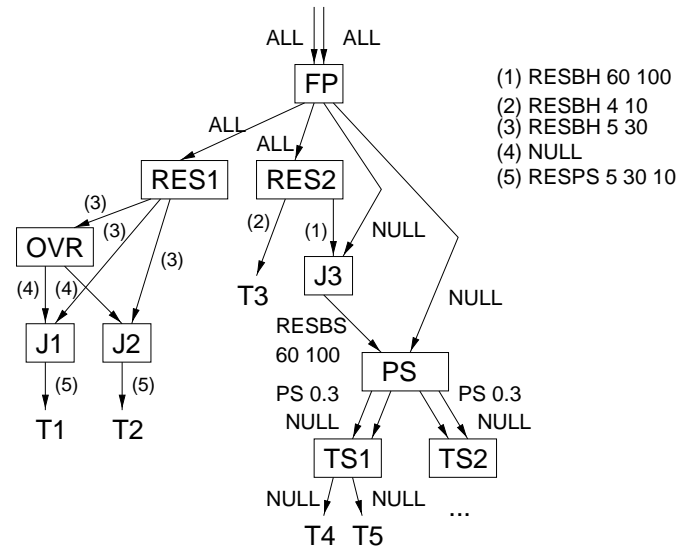 ALL ALL
FP
(1) RESBH 60 100
(2) RESBH 4 10
(3) RESBH 5 30
(4) NULL
(5) RESPS 5 30 10
ALL
ALL
RES1
RES2
(3)
(3)
(3)
(2)
(1)
NULL
OVR
J3
T3
NULL
(4)
(4)
RESBS
60 100
J1
J2
PS
(5)
(5)
PS 0.3
PS 0.3
NULL
NULL
T1
T2
TS1
TS2
NULL
NULL
...
T4
T5